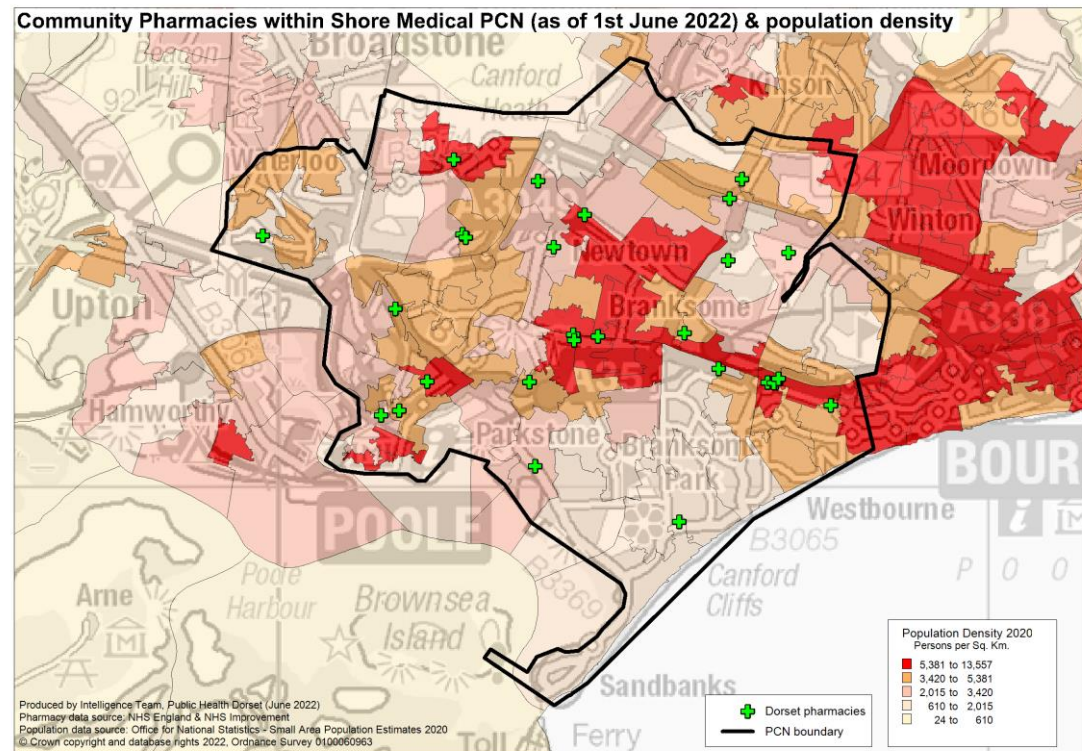 Community Pharmacies within Shore Medical PCN (as of 1st June 2022) & population density
Broadstone
Beacon
Hill
Canford
Heath
92
Kinson
Waterloo
Moordown
Winton
Newtown
Upton
Branksome
A338
Hamworthy
Parkstone
Branksome
Park
BOUR
POOLE
Westbourne
B3065
Canford
Cliffs
P O O
B3369
Poole
Harbour
Arne
Brownsea
Island
Sandbanks
Ferry
Toll
Population Density 2020
Persons per Sq. Km.
5,381 to 13,557
3,420 to 5,381
2,015 to 3,420
610 to 2,015
24 to 610
Dorset pharmacies
PCN boundary
Produced by Intelligence Team, Public Health Dorset (June 2022)
Pharmacy data source: NHS England & NHS Improvement
Population data source: Office for National Statistics - Small Area Population Estimates 2020
© Crown copyright and database rights 2022, Ordnance Survey 0100060963